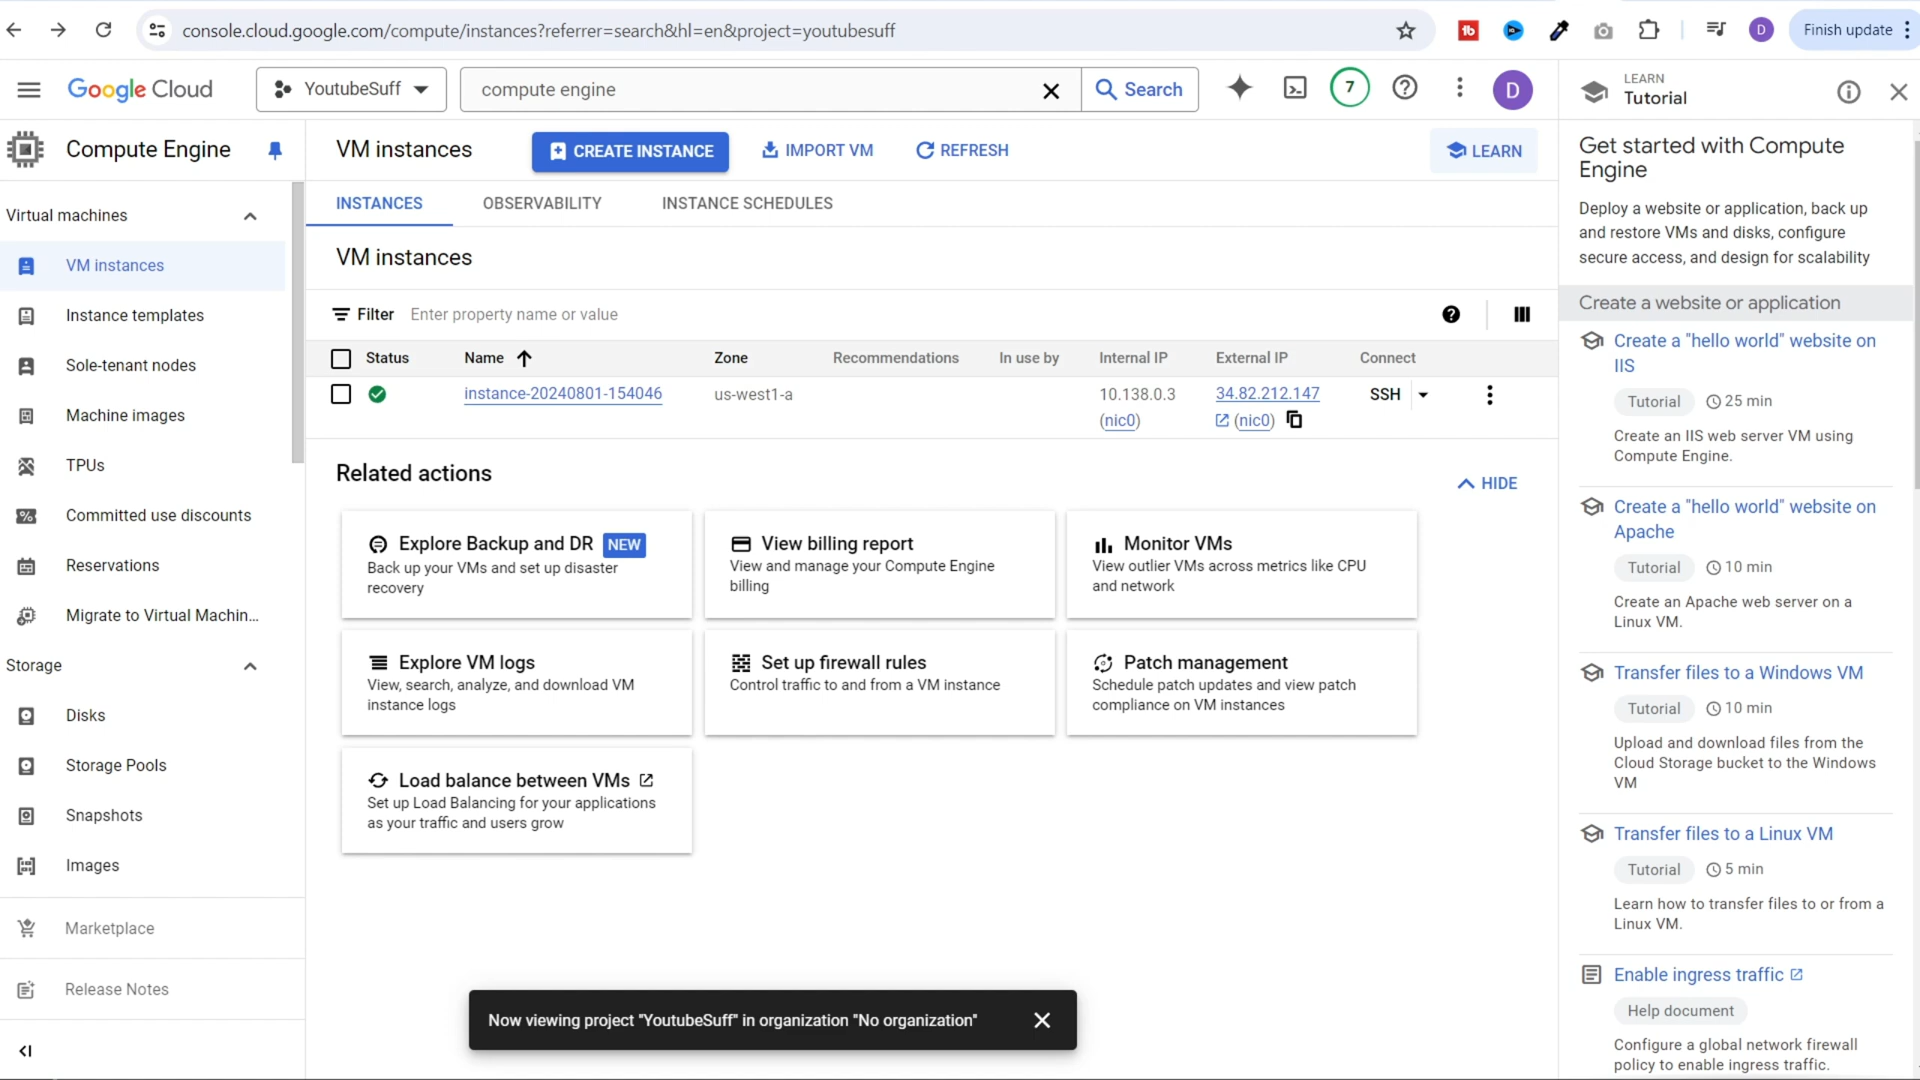 console.cloud.google.com/compute/instances?referrer=search&hl=en&project=youtubesuff
Finish update
Google Cloud
YoutubeSuff
compute engine
Search
7
D
LEARN
Tutorial
Compute Engine
Virtual machines
VM instances
Instance templates
Sole-tenant nodes
Machine images
TPUs
Committed use discounts
Reservations
Migrate to Virtual Machin...
Storage
Disks
Storage Pools
Snapshots
Images
Marketplace
Release Notes
VM instances
CREATE INSTANCE
IMPORT VM
REFRESH
LEARN
INSTANCES
OBSERVABILITY
INSTANCE SCHEDULES
VM instances
Filter Enter property name or value
Status Name Zone Recommendations In use by Internal IP External IP Connect
instance-20240801-154046 us-west1-a 10.138.0.3 34.82.212.147 SSH
(nic0) (nic0)
Related actions
HIDE
Explore Backup and DR NEW
Back up your VMs and set up disaster
recovery
View billing report
View and manage your Compute Engine
billing
Monitor VMs
View outlier VMs across metrics like CPU
and network
Explore VM logs
View, search, analyze, and download VM
instance logs
Set up firewall rules
Control traffic to and from a VM instance
Patch management
Schedule patch updates and view patch
compliance on VM instances
Load balance between VMs
Set up Load Balancing for your applications
as your traffic and users grow
Now viewing project "YoutubeSuff" in organization "No organization"
Get started with Compute
Engine
Deploy a website or application, back up
and restore VMs and disks, configure
secure access, and design for scalability
Create a website or application
Create a "hello world" website on
IIS
Tutorial 25 min
Create an IIS web server VM using
Compute Engine.
Create a "hello world" website on
Apache
Tutorial 10 min
Create an Apache web server on a
Linux VM.
Transfer files to a Windows VM
Tutorial 10 min
Upload and download files from the
Cloud Storage bucket to the Windows
VM
Transfer files to a Linux VM
Tutorial 5 min
Learn how to transfer files to or from a
Linux VM.
Enable ingress traffic
Help document
Configure a global network firewall
policy to enable ingress traffic.